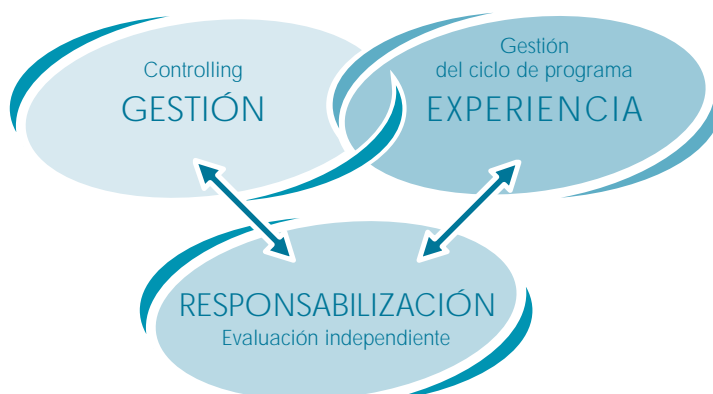 Controlling
GESTIÓN
Gestión
del ciclo de programa
EXPERIENCIA
RESPONSABILIZACIÓN
Evaluación independiente